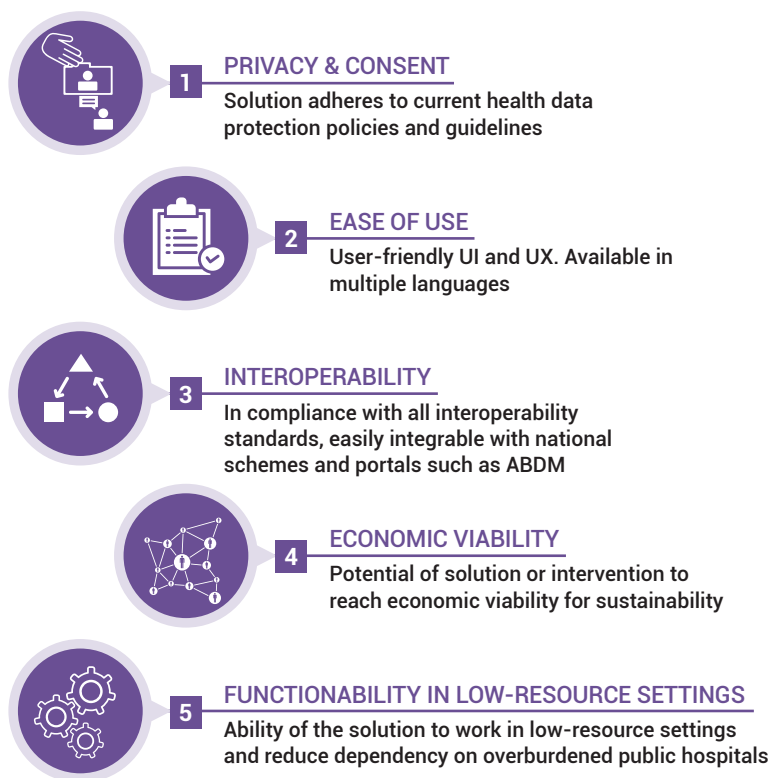 1
PRIVACY & CONSENT
Solution adheres to current health data
protection policies and guidelines
2
EASE OF USE
User-friendly UI and UX. Available in
multiple languages
3
INTEROPERABILITY
In compliance with all interoperability
standards, easily integrable with national
schemes and portals such as ABDM
4
ECONOMIC VIABILITY
Potential of solution or intervention to
reach economic viability for sustainability
5
FUNCTIONABILITY IN LOW-RESOURCE SETTINGS
Ability of the solution to work in low-resource settings
and reduce dependency on overburdened public hospitals